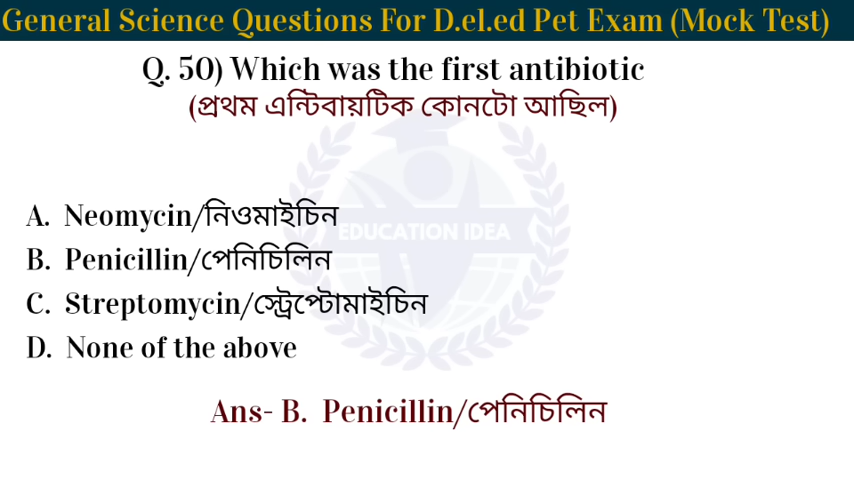 General Science Questions For D.el.ed Pet Exam (Mock Test)
Q. 50) Which was the first antibiotic
(প্ৰথম এন্টিবায়টিক কোনটো আছিল)
EDUCATION IDEA
A. Neomycin/নিওমাইচিন
B. Penicillin/পেনিচিলিন
C. Streptomycin/স্ট্ৰেপ্টোমাইচিন
D. None of the above
Ans- B. Penicillin/পেনিচিলিন